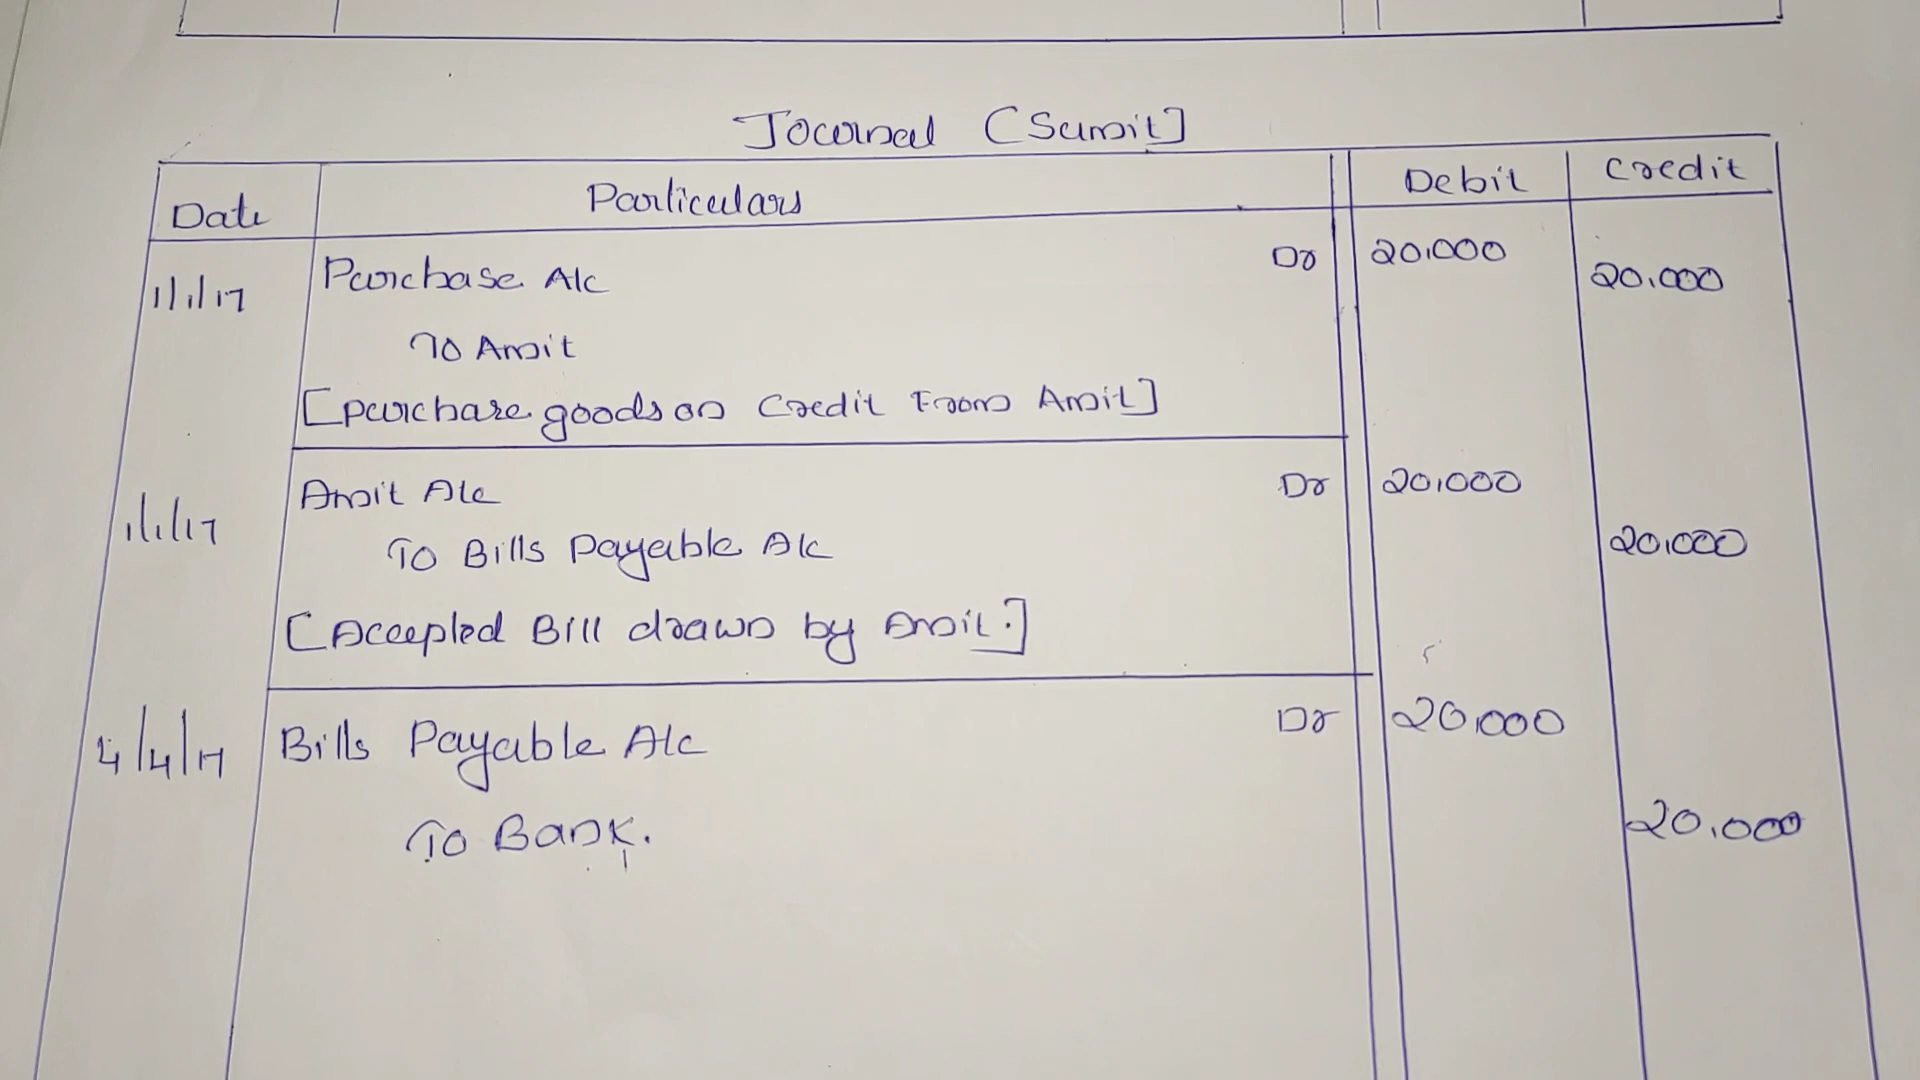 Journal [Sumit]
Date Particulars Debit Credit
1/1/17 Purchase A/c Dr 20,000
To Amit 20,000
[purchase goods on Credit From Amit]
1/1/17 Amit A/c Dr 20,000
To Bills Payable A/c 20,000
[Accepted Bill drawn by Amit.]
4/4/17 Bills Payable A/c Dr 20,000
To Bank. 20,000